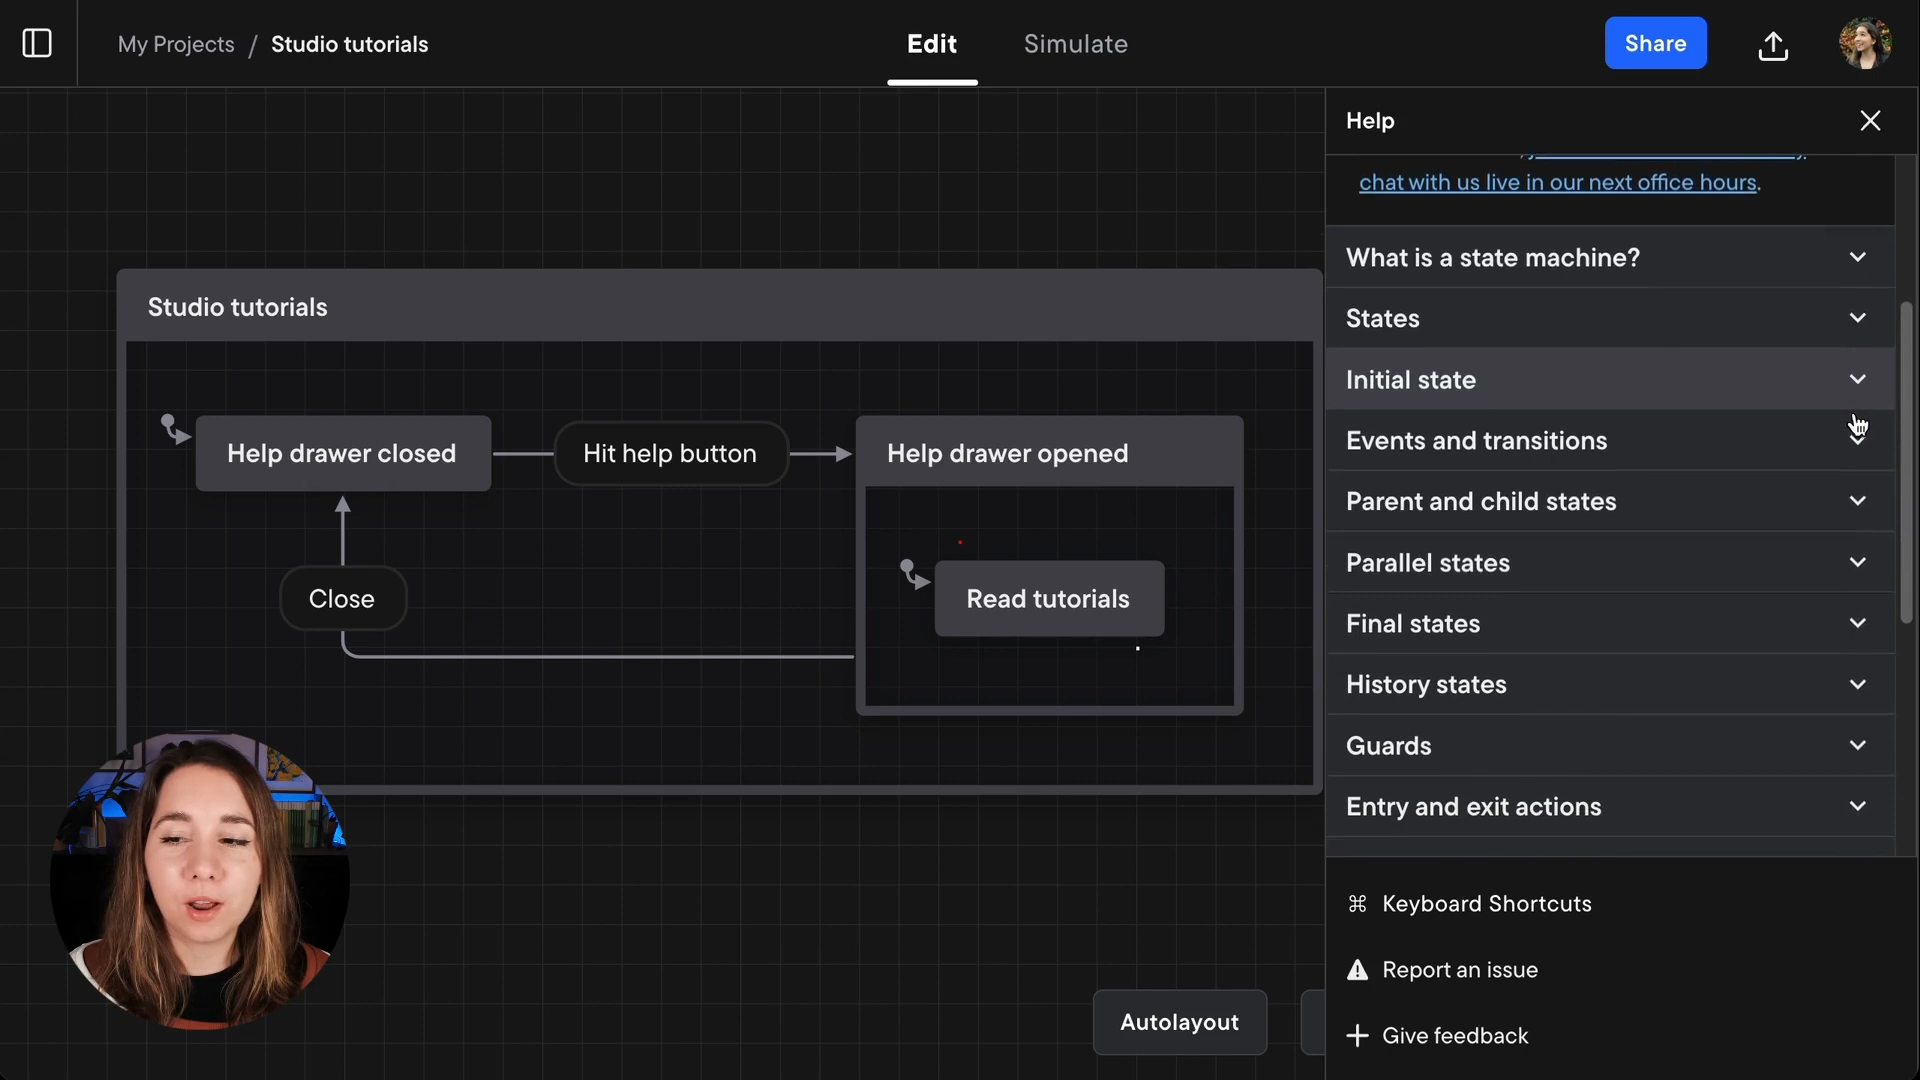 My Projects / Studio tutorials
Edit
Simulate
Share
Help
chat with us live in our next office hours.
What is a state machine?
States
Initial state
Events and transitions
Parent and child states
Parallel states
Final states
History states
Guards
Entry and exit actions
Keyboard Shortcuts
Report an issue
Give feedback
Studio tutorials
Help drawer closed
Hit help button
Help drawer opened
Close
Read tutorials
Autolayout